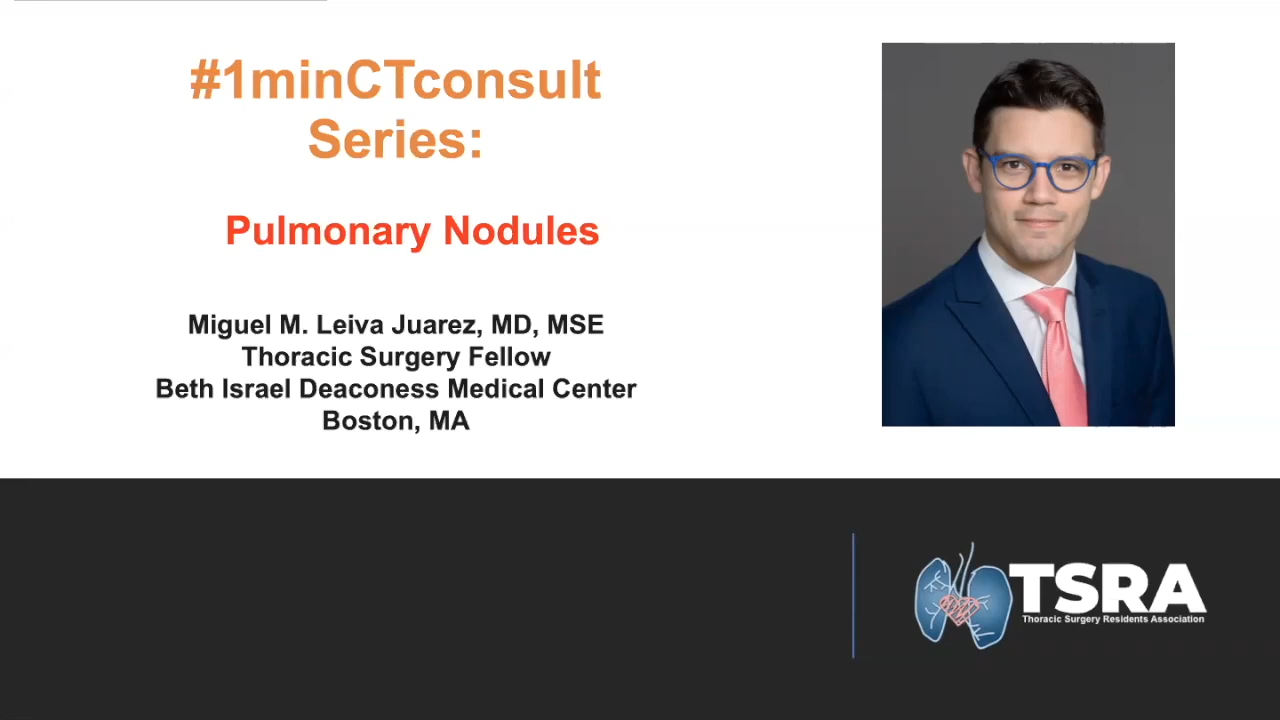 #1minCTconsult
Series:
Pulmonary Nodules
Miguel M. Leiva Juarez, MD, MSE
Thoracic Surgery Fellow
Beth Israel Deaconess Medical Center
Boston, MA
TSRA
Thoracic Surgery Residents Association